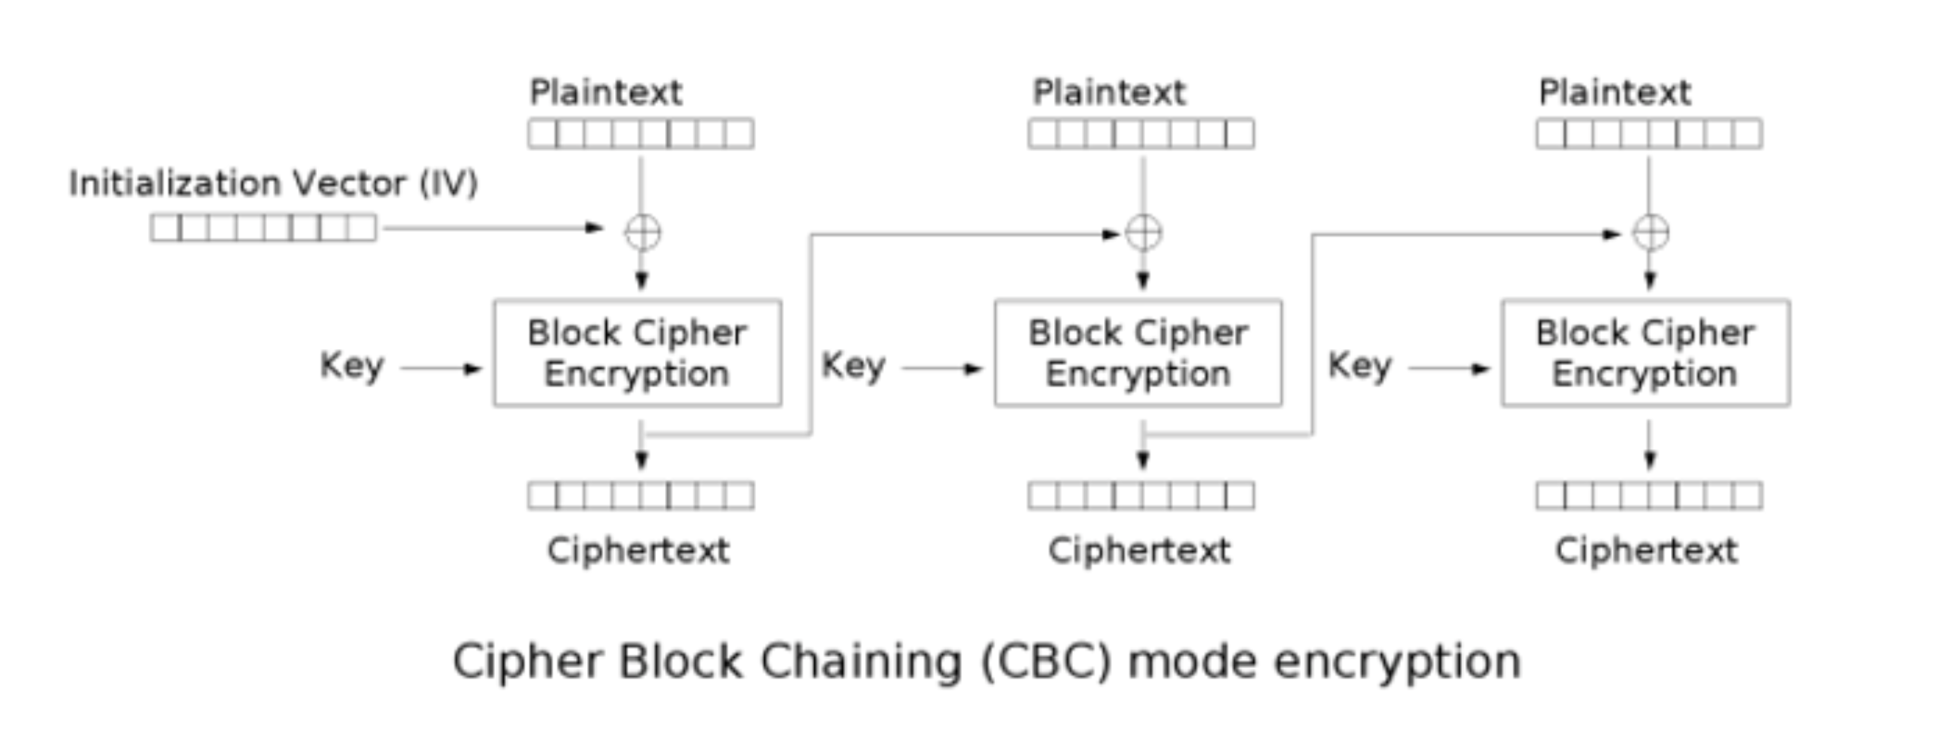 Plaintext
Plaintext
Plaintext
Initialization Vector (IV)
Key
Block Cipher
Encryption
Key
Block Cipher
Encryption
Key
Block Cipher
Encryption
Ciphertext
Ciphertext
Ciphertext
Cipher Block Chaining (CBC) mode encryption